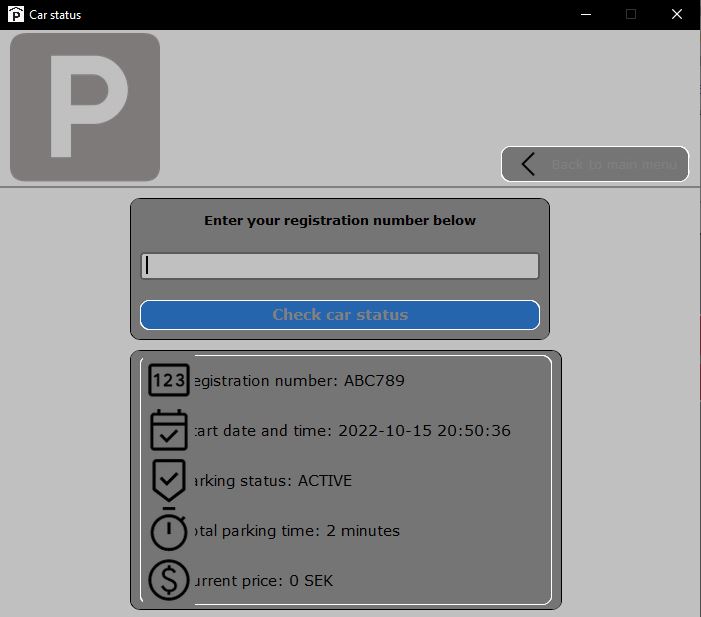 Car status
P
Back to main menu
Enter your registration number below
Check car status
123 egistration number: ABC789
tart date and time: 2022-10-15 20:50:36
arking status: ACTIVE
otal parking time: 2 minutes
$ urrent price: 0 SEK